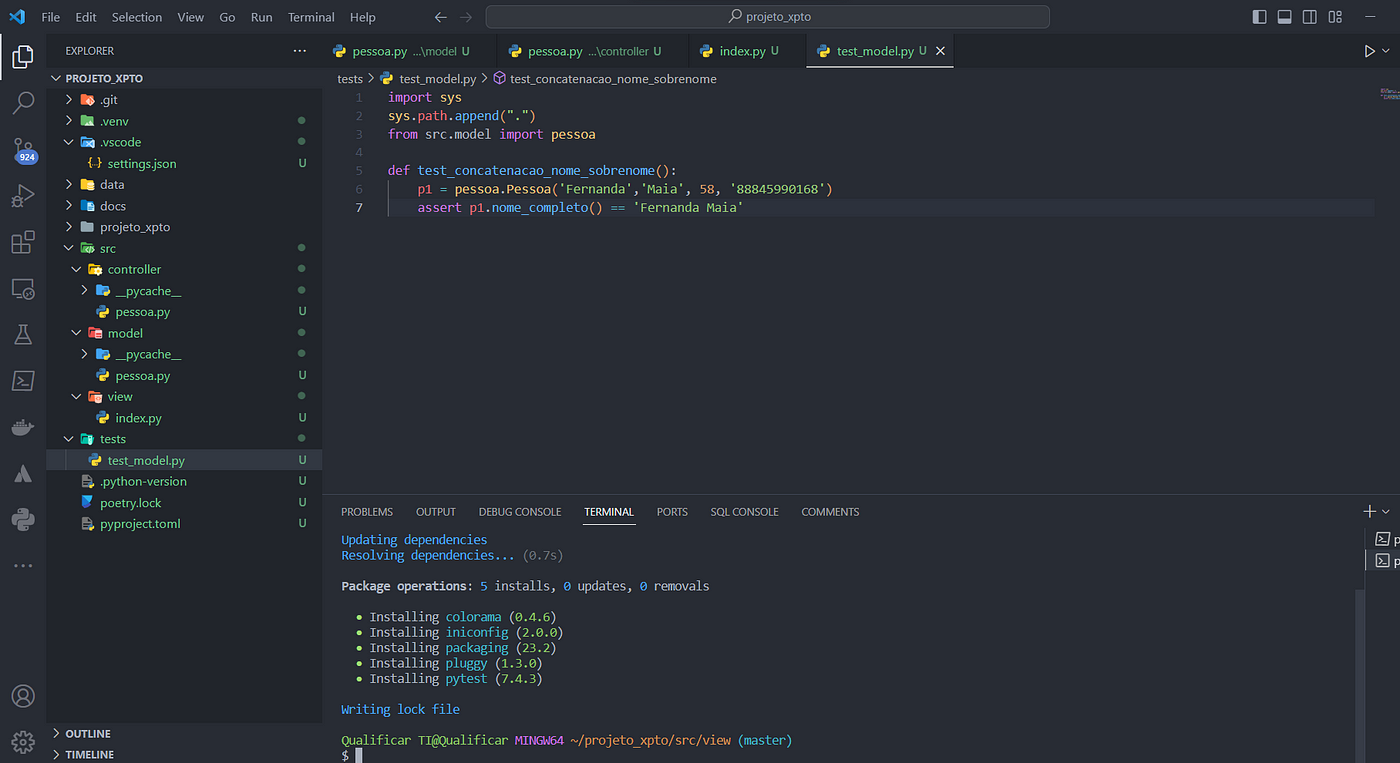 File Edit Selection View Go Run Terminal Help projeto_xpto
EXPLORER
PROJETO_XPTO
.git
.venv
.vscode
settings.json U
data
docs
projeto_xpto
src
controller
__pycache__
pessoa.py U
model
__pycache__
pessoa.py U
view
index.py U
tests
test_model.py U
.python-version U
poetry.lock U
pyproject.toml U
OUTLINE
TIMELINE
924
pessoa.py ...\model U pessoa.py ...\controller U index.py U test_model.py U
tests > test_model.py > test_concatenacao_nome_sobrenome
1 import sys
2 sys.path.append(".")
3 from src.model import pessoa
4
5 def test_concatenacao_nome_sobrenome():
6 p1 = pessoa.Pessoa('Fernanda','Maia', 58, '88845990168')
7 assert p1.nome_completo() == 'Fernanda Maia'
PROBLEMS OUTPUT DEBUG CONSOLE TERMINAL PORTS SQL CONSOLE COMMENTS
Updating dependencies
Resolving dependencies... (0.7s)
Package operations: 5 installs, 0 updates, 0 removals
• Installing colorama (0.4.6)
• Installing iniconfig (2.0.0)
• Installing packaging (23.2)
• Installing pluggy (1.3.0)
• Installing pytest (7.4.3)
Writing lock file
Qualificar TI@Qualificar MINGW64 ~/projeto_xpto/src/view (master)
$
p
p